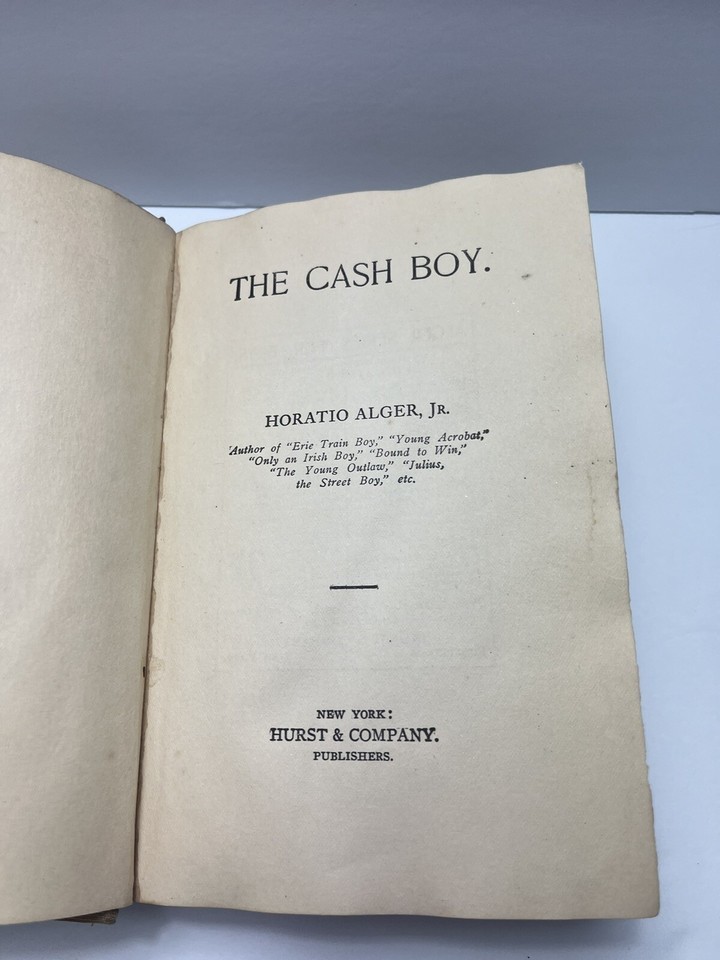 THE CASH BOY.
HORATIO ALGER, JR.
Author of "Erie Train Boy," "Young Acrobat,"
"Only an Irish Boy," "Bound to Win,"
"The Young Outlaw," "Julius,
the Street Boy," etc.
NEW YORK:
HURST & COMPANY.
PUBLISHERS.